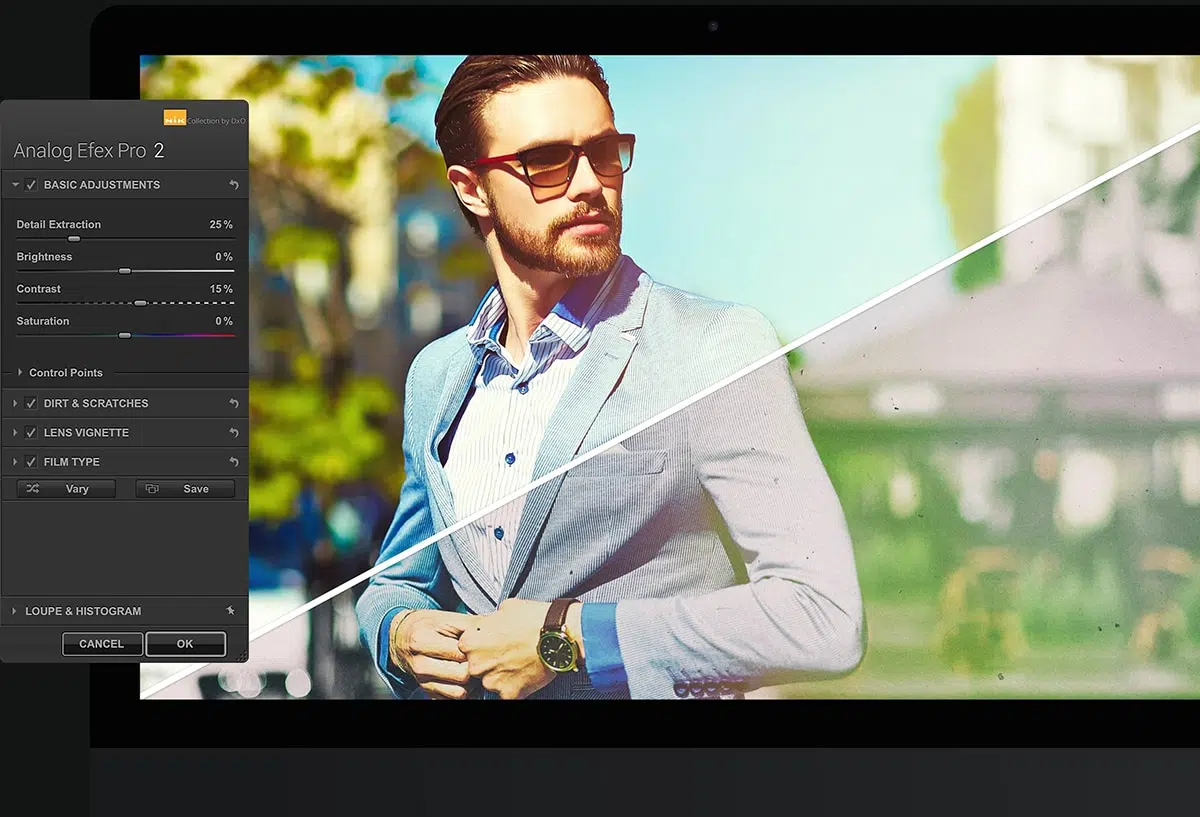 Nik Collection by DxO
Analog Efex Pro 2
BASIC ADJUSTMENTS
Detail Extraction 25 %
Brightness 0 %
Contrast 15 %
Saturation 0 %
Control Points
DIRT & SCRATCHES
LENS VIGNETTE
FILM TYPE
Vary Save
LOUPE & HISTOGRAM
CANCEL OK